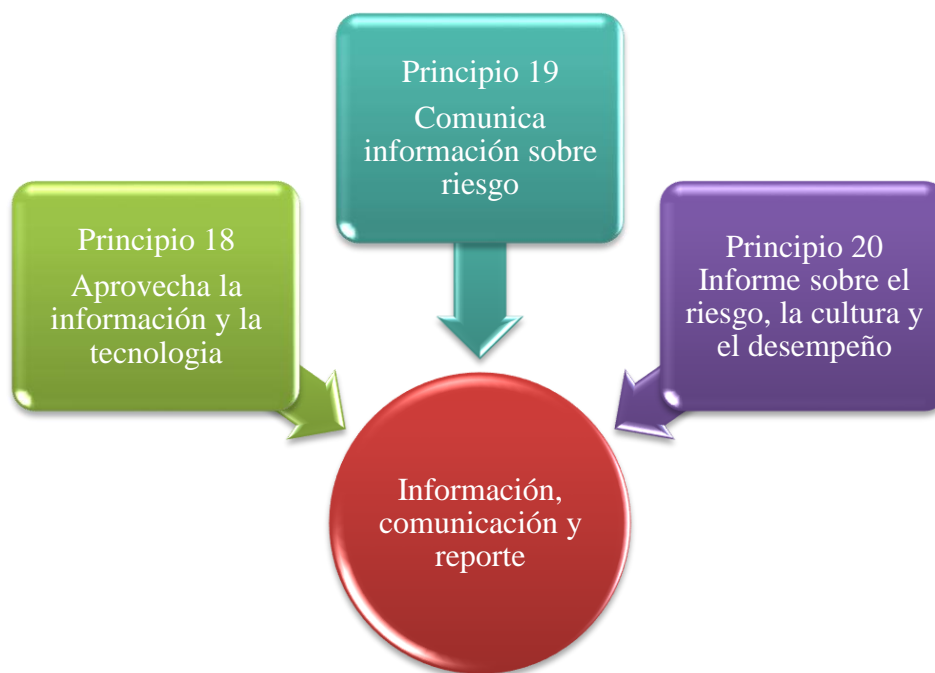 Principio 18
Aprovecha la
información y la
tecnologia
Principio 19
Comunica
información sobre
riesgo
Principio 20
Informe sobre el
riesgo, la cultura y
el desempeño
Información,
comunicación y
reporte